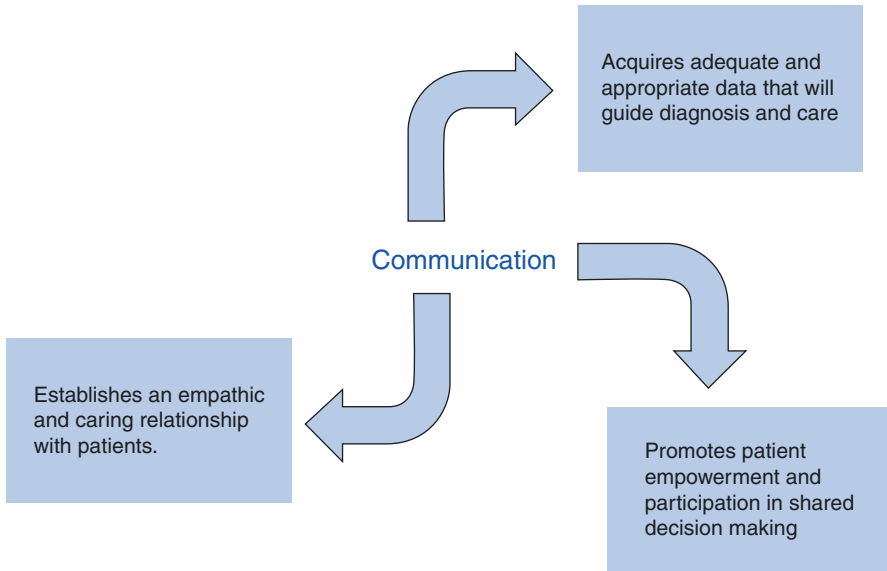 Acquires adequate and
appropriate data that will
guide diagnosis and care
Communication
Establishes an empathic
and caring relationship
with patients.
Promotes patient
empowerment and
participation in shared
decision making